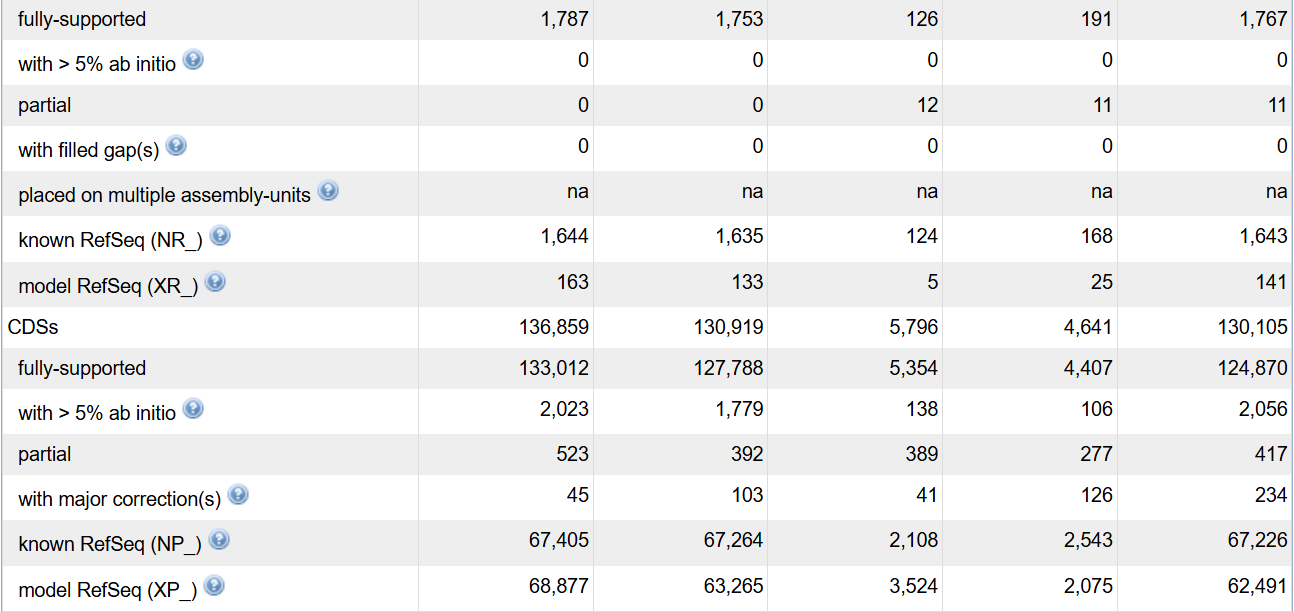 fully-supported 1,787 1,753 126 191 1,767
with > 5% ab initio ? 0 0 0 0 0
partial 0 0 12 11 11
with filled gap(s) ? 0 0 0 0 0
placed on multiple assembly-units ? na na na na na
known RefSeq (NR_) ? 1,644 1,635 124 168 1,643
model RefSeq (XR_) ? 163 133 5 25 141
CDSs 136,859 130,919 5,796 4,641 130,105
fully-supported 133,012 127,788 5,354 4,407 124,870
with > 5% ab initio ? 2,023 1,779 138 106 2,056
partial 523 392 389 277 417
with major correction(s) ? 45 103 41 126 234
known RefSeq (NP_) ? 67,405 67,264 2,108 2,543 67,226
model RefSeq (XP_) ? 68,877 63,265 3,524 2,075 62,491